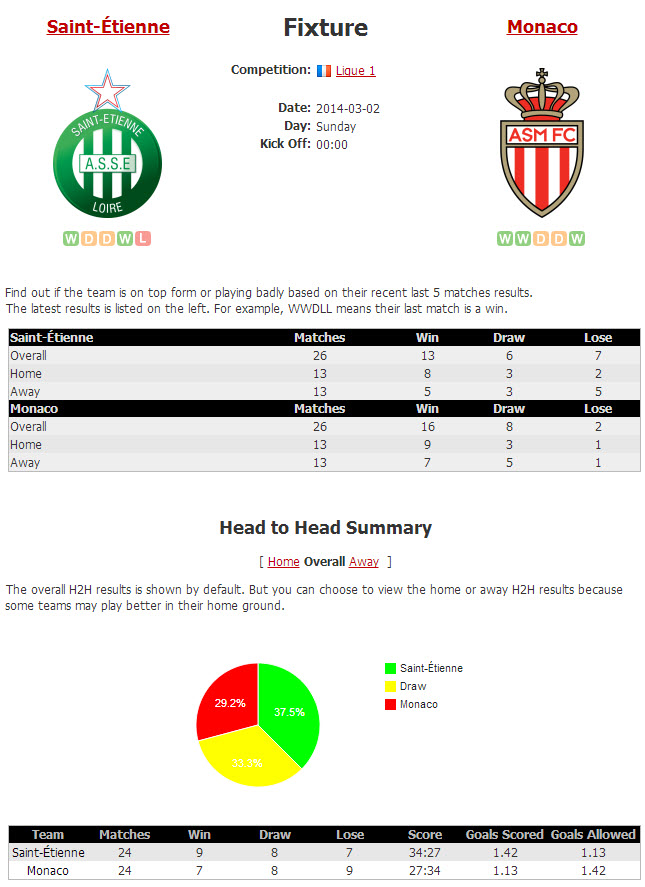 Saint-Étienne Fixture Monaco
Competition: Ligue 1
SAINT-ETIENNE
A.S.S.E
LOIRE
ASM FC
Date: 2014-03-02
Day: Sunday
Kick Off: 00:00
W D D W L
W W D D W
Find out if the team is on top form or playing badly based on their recent last 5 matches results.
The latest results is listed on the left. For example, WWDLL means their last match is a win.
Saint-Étienne Matches Win Draw Lose
Overall 26 13 6 7
Home 13 8 3 2
Away 13 5 3 5
Monaco Matches Win Draw Lose
Overall 26 16 8 2
Home 13 9 3 1
Away 13 7 5 1
Head to Head Summary
[ Home Overall Away ]
The overall H2H results is shown by default. But you can choose to view the home or away H2H results because
some teams may play better in their home ground.
Saint-Étienne
Draw
Monaco
29.2%
37.5%
33.3%
Team Matches Win Draw Lose Score Goals Scored Goals Allowed
Saint-Étienne 24 9 8 7 34:27 1.42 1.13
Monaco 24 7 8 9 27:34 1.13 1.42